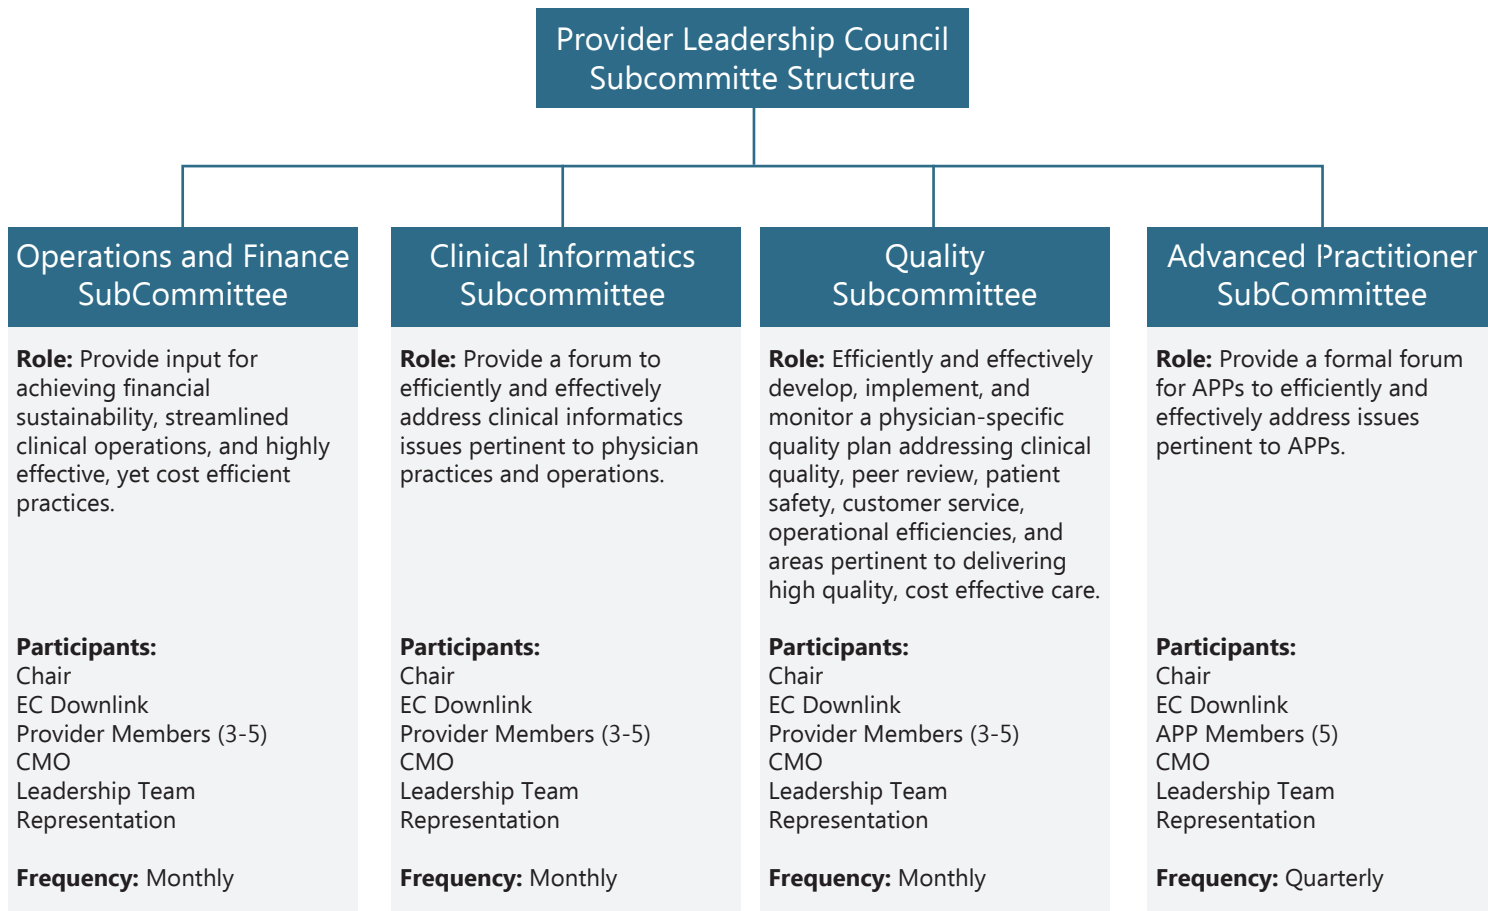 Provider Leadership Council
Subcommitte Structure
Operations and Finance
SubCommittee
Role: Provide input for
achieving financial
sustainability, streamlined
clinical operations, and highly
effective, yet cost efficient
practices.
Participants:
Chair
EC Downlink
Provider Members (3-5)
CMO
Leadership Team
Representation
Frequency: Monthly
Clinical Informatics
Subcommittee
Role: Provide a forum to
efficiently and effectively
address clinical informatics
issues pertinent to physician
practices and operations.
Participants:
Chair
EC Downlink
Provider Members (3-5)
CMO
Leadership Team
Representation
Frequency: Monthly
Quality
Subcommittee
Role: Efficiently and effectively
develop, implement, and
monitor a physician-specific
quality plan addressing clinical
quality, peer review, patient
safety, customer service,
operational efficiencies, and
areas pertinent to delivering
high quality, cost effective care.
Participants:
Chair
EC Downlink
Provider Members (3-5)
CMO
Leadership Team
Representation
Frequency: Monthly
Advanced Practitioner
SubCommittee
Role: Provide a formal forum
for APPs to efficiently and
effectively address issues
pertinent to APPs.
Participants:
Chair
EC Downlink
APP Members (5)
CMO
Leadership Team
Representation
Frequency: Quarterly